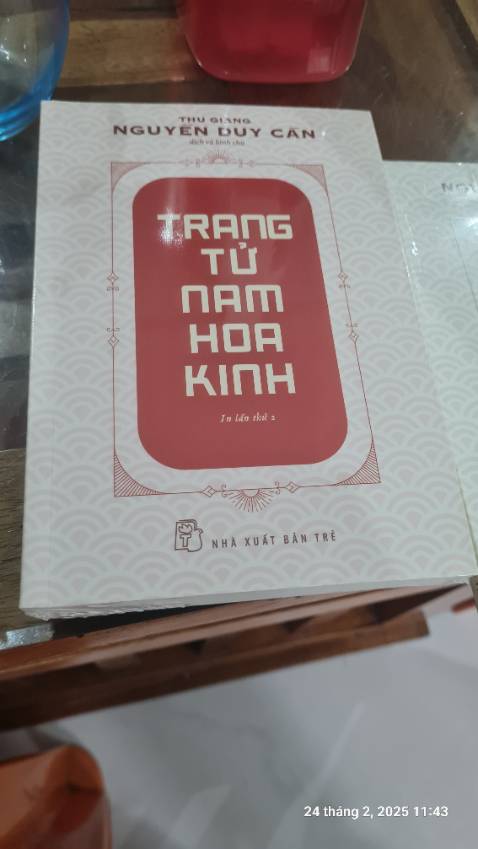 THU GIANG
NGUYỄN DUY CẦN
dịch và bình chú
TRANG
TỬ
NAM
HOA
KINH
In lần thứ 2
NHÀ XUẤT BẢN TRẺ
24 tháng 2, 2025 11:43